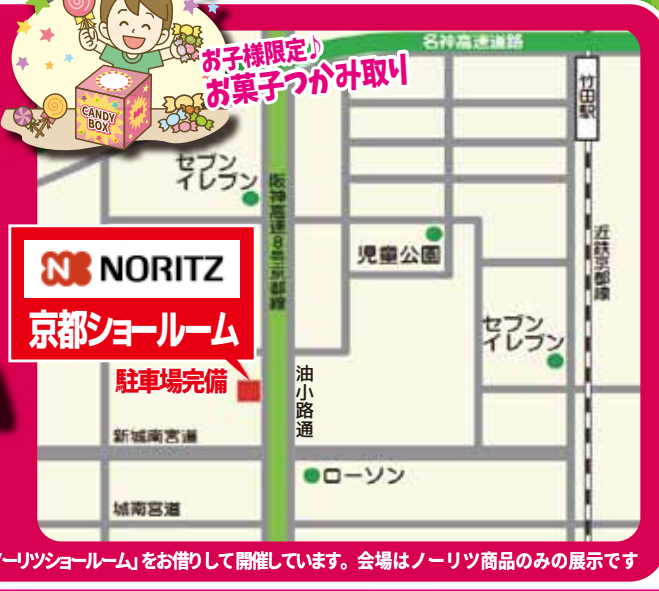 お子様限定♪
お菓子つかみ取り
CANDY
BOX
名神高速道路
竹田駅
セブン
イレブン
阪神高速8号京都線
児童公園
近鉄京都線
NORITZ
京都ショールーム
駐車場完備
セブン
イレブン
油小路通
新城南宮道
ローソン
城南宮道
ノーリツショールーム」をお借りして開催しています。会場はノーリツ商品のみの展示です